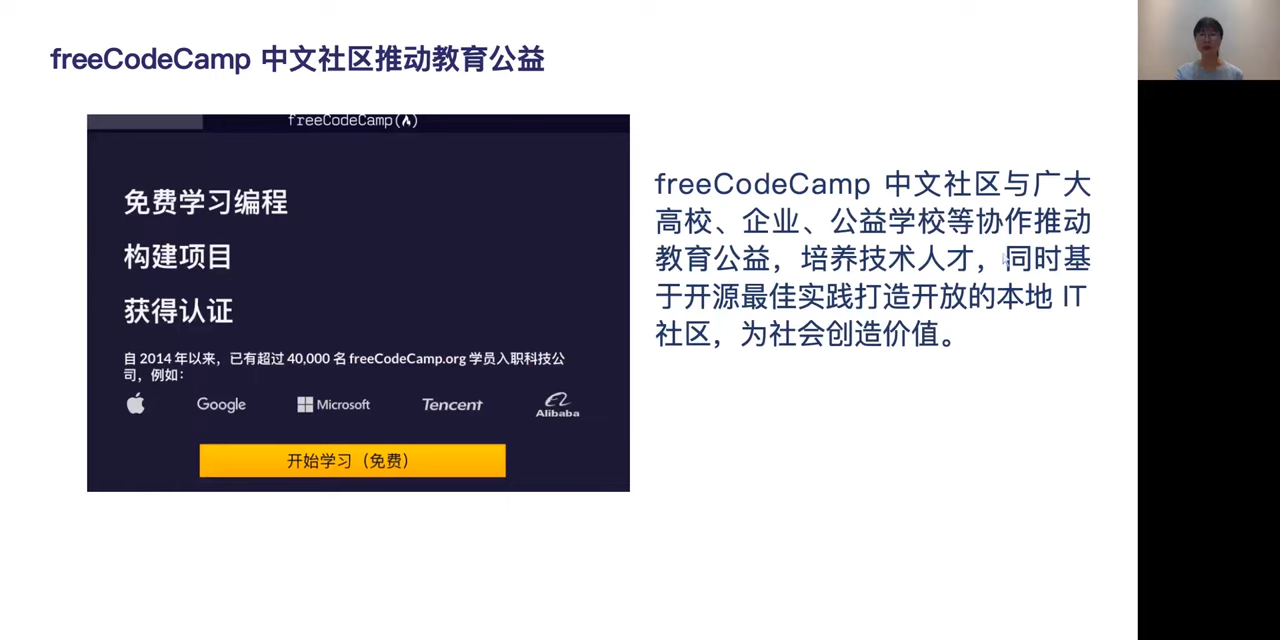 freeCodeCamp 中文社区推动教育公益
freeCodeCamp(🔥)
免费学习编程
构建项目
获得认证
自 2014 年以来，已有超过 40,000 名 freeCodeCamp.org 学员入职科技公
司，例如：
Google
Microsoft
Tencent
Alibaba
开始学习（免费）
freeCodeCamp 中文社区与广大
高校、企业、公益学校等协作推动
教育公益，培养技术人才，同时基
于开源最佳实践打造开放的本地 IT
社区，为社会创造价值。